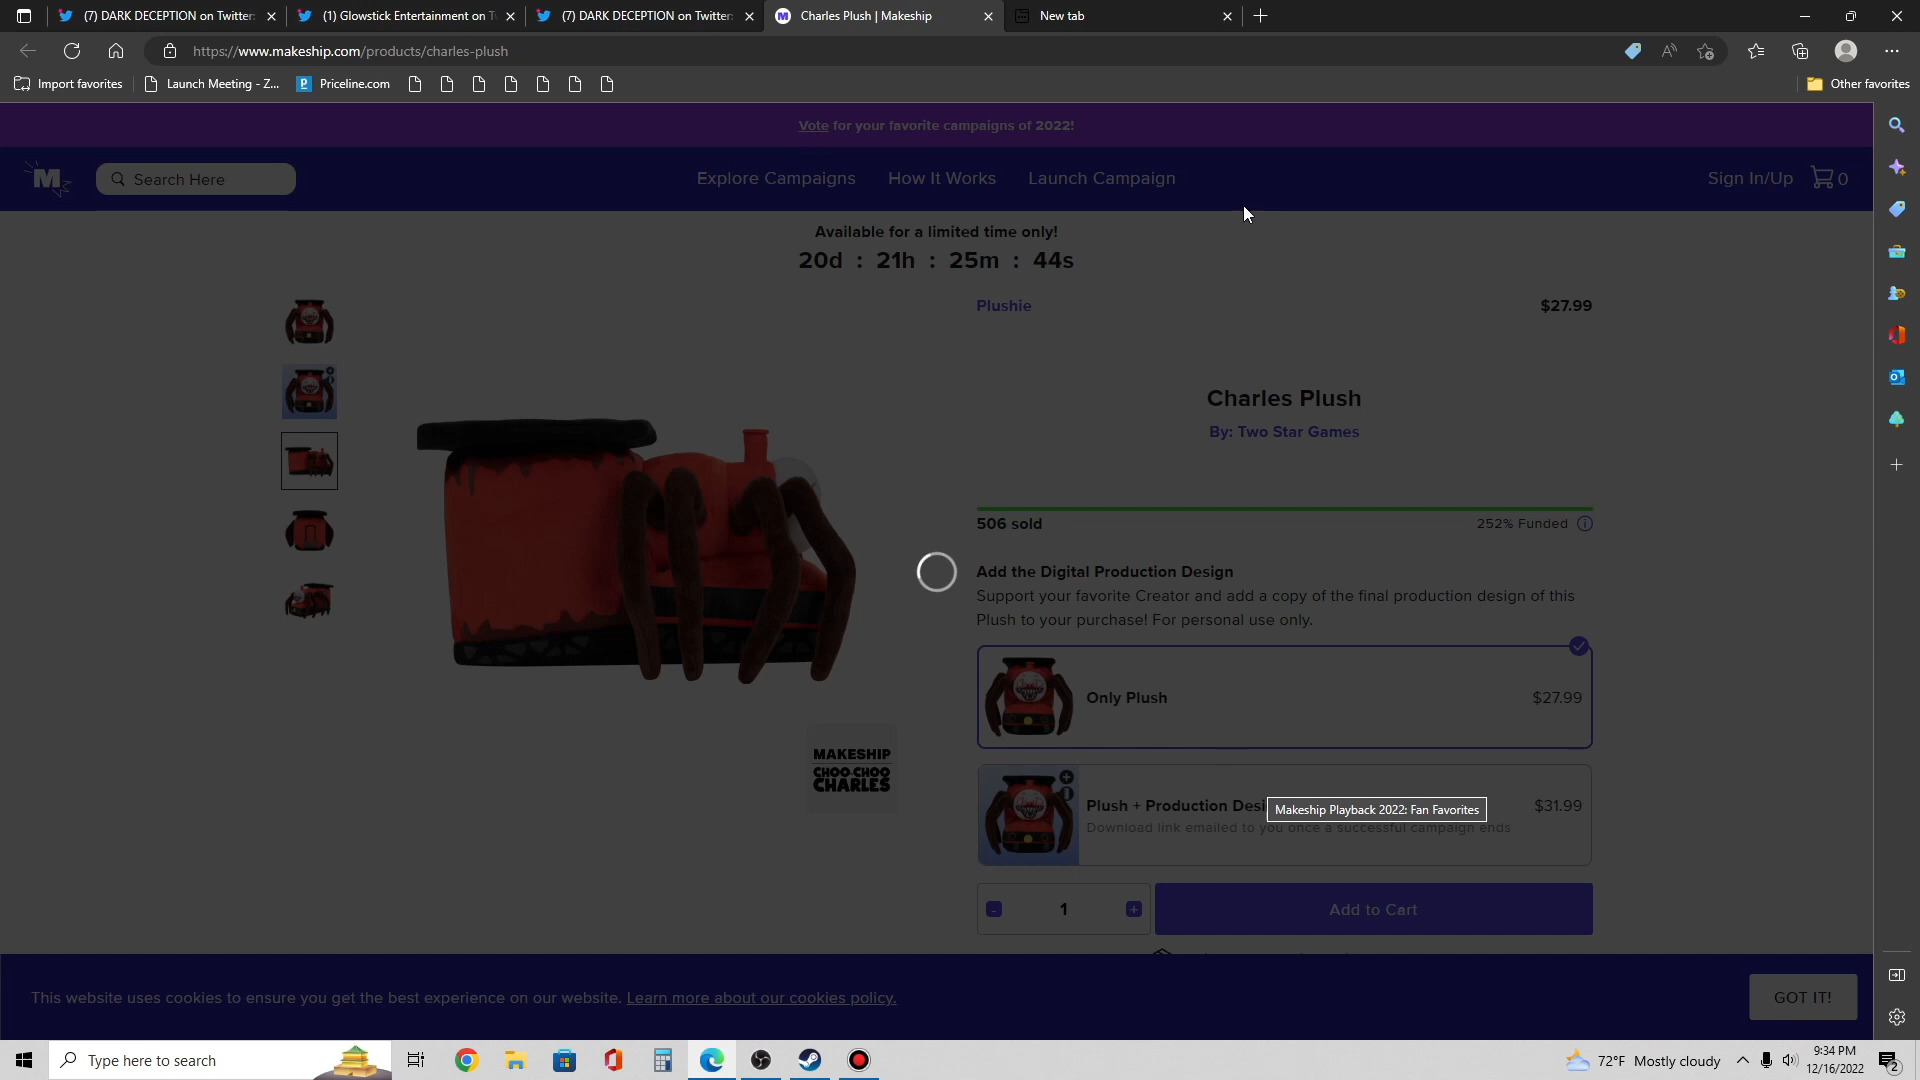 (7) DARK DECEPTION on Twitter:
(1) Glowstick Entertainment on T
(7) DARK DECEPTION on Twitter:
Charles Plush | Makeship
New tab
https://www.makeship.com/products/charles-plush
Import favorites
Launch Meeting - Z...
Priceline.com
Other favorites
Vote for your favorite campaigns of 2022!
M
Search Here
Explore Campaigns
How It Works
Launch Campaign
Sign In/Up
0
Available for a limited time only!
20d : 21h : 25m : 44s
Plushie
$27.99
Charles Plush
By: Two Star Games
506 sold
252% Funded
Add the Digital Production Design
Support your favorite Creator and add a copy of the final production design of this
Plush to your purchase! For personal use only.
Only Plush
$27.99
MAKESHIP
CHOO-CHOO
CHARLES
Plush + Production Desi
Makeship Playback 2022: Fan Favorites
$31.99
Download link emailed to you once a successful campaign ends
- 1 +
Add to Cart
This website uses cookies to ensure you get the best experience on our website. Learn more about our cookies policy.
GOT IT!
Type here to search
72°F Mostly cloudy
9:34 PM
12/16/2022
2